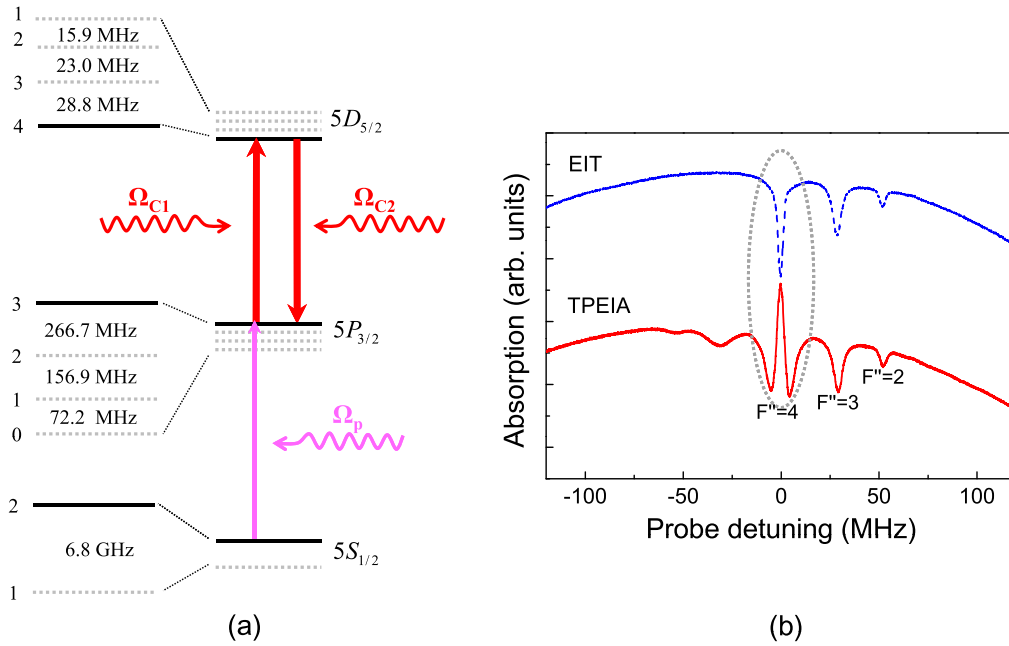 1
15.9 MHz
2
23.0 MHz
3
28.8 MHz
4
5D5/2
ΩC1
ΩC2
3
266.7 MHz
5P3/2
2
156.9 MHz
1
72.2 MHz
0
Ωp
2
6.8 GHz
5S1/2
1
(a)
Absorption (arb. units)
EIT
TPEIA
F"=4
F"=3
F"=2
-100 -50 0 50 100
Probe detuning (MHz)
(b)